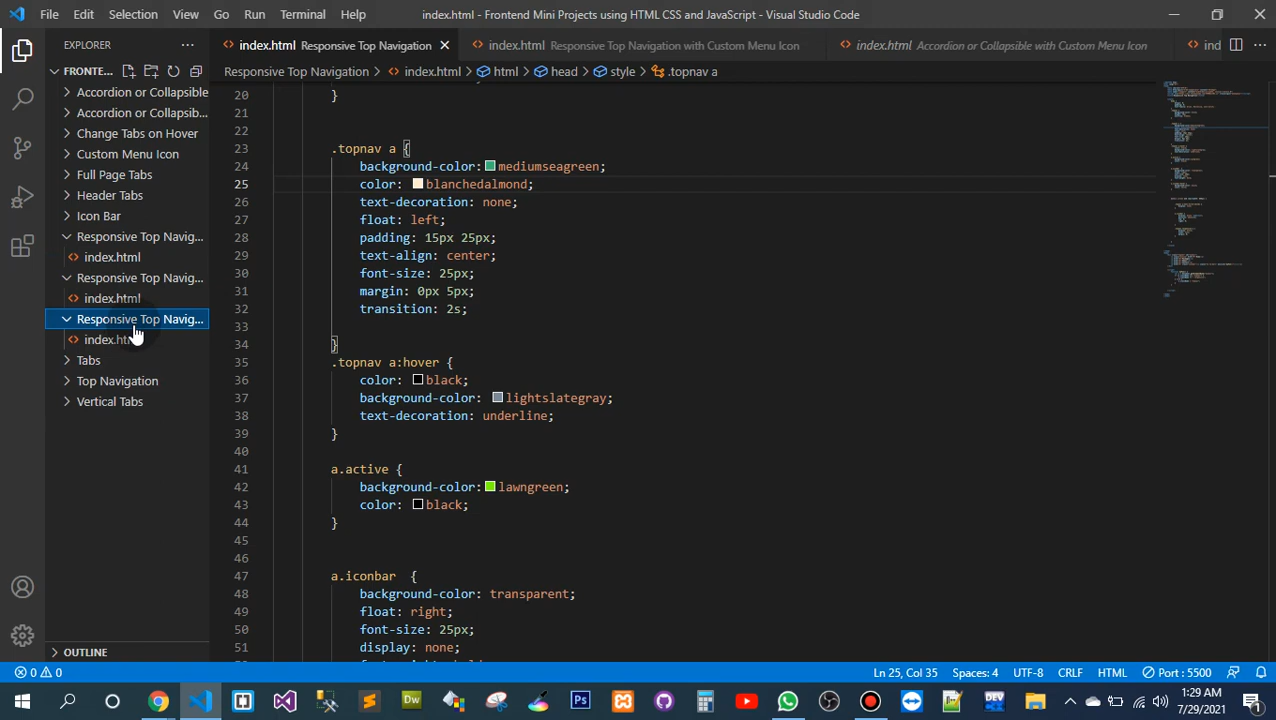 File Edit Selection View Go Run Terminal Help index.html - Frontend Mini Projects using HTML CSS and JavaScript - Visual Studio Code
EXPLORER
index.html Responsive Top Navigation
index.html Responsive Top Navigation with Custom Menu Icon
index.html Accordion or Collapsible with Custom Menu Icon
ind
FRONTE...
Responsive Top Navigation > index.html > html > head > style > .topnav a
Accordion or Collapsible
Accordion or Collapsib...
Change Tabs on Hover
Custom Menu Icon
Full Page Tabs
Header Tabs
Icon Bar
Responsive Top Navig...
index.html
Responsive Top Navig...
index.html
Responsive Top Navig...
Tabs
Top Navigation
Vertical Tabs
OUTLINE
20 }
21
22
23 .topnav a {
24 background-color: mediumseagreen;
25 color: blanchedalmond;
26 text-decoration: none;
27 float: left;
28 padding: 15px 25px;
29 text-align: center;
30 font-size: 25px;
31 margin: 0px 5px;
32 transition: 2s;
33
34 }
35 .topnav a:hover {
36 color: black;
37 background-color: lightslategray;
38 text-decoration: underline;
39 }
40
41 a.active {
42 background-color: lawngreen;
43 color: black;
44 }
45
46
47 a.iconbar {
48 background-color: transparent;
49 float: right;
50 font-size: 25px;
51 display: none;
0 0 Ln 25, Col 35 Spaces: 4 UTF-8 CRLF HTML Port : 5500
Dw Ps DEV
1:29 AM
7/29/2021